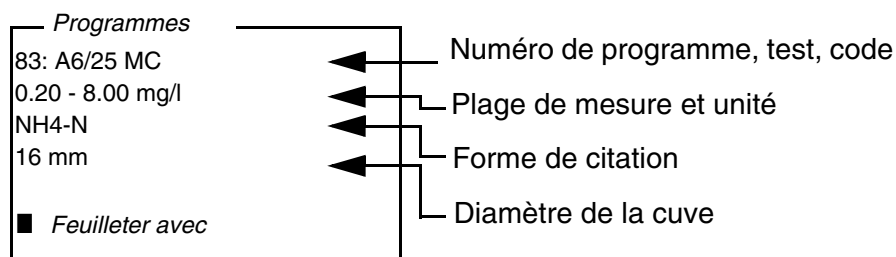 Programmes
83: A6/25 MC
0.20 - 8.00 mg/l
NH4-N
16 mm
Feuilleter avec
Numéro de programme, test, code
Plage de mesure et unité
Forme de citation
Diamètre de la cuve